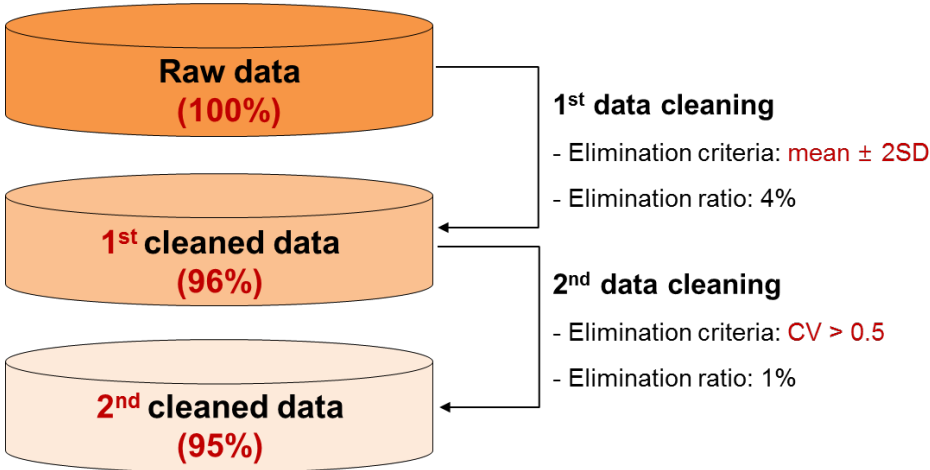 Raw data
(100%)
1st data cleaning
- Elimination criteria: mean ± 2SD
- Elimination ratio: 4%
1st cleaned data
(96%)
2nd data cleaning
- Elimination criteria: CV > 0.5
- Elimination ratio: 1%
2nd cleaned data
(95%)